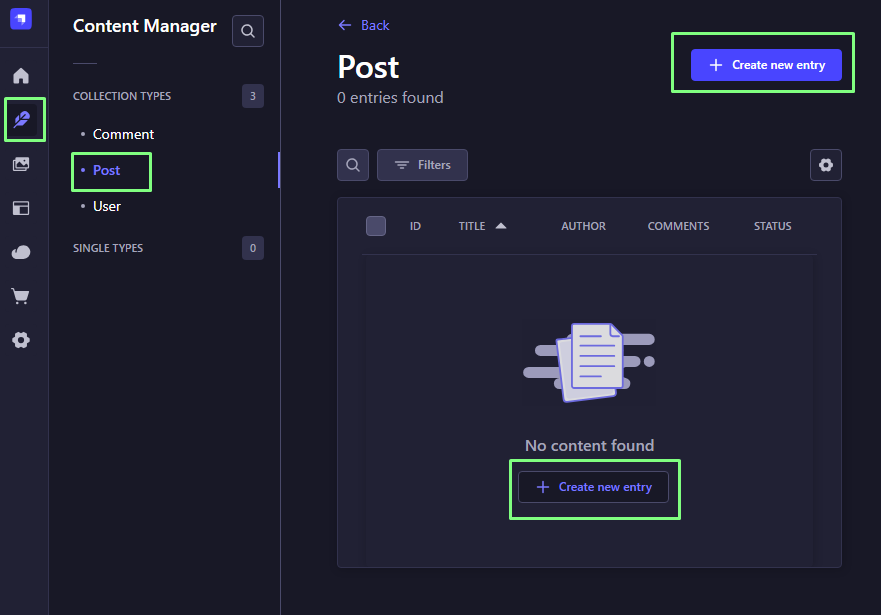 Content Manager
COLLECTION TYPES
3
Comment
Post
User
SINGLE TYPES
0
Back
Post
0 entries found
Create new entry
Filters
ID
TITLE
AUTHOR
COMMENTS
STATUS
No content found
Create new entry